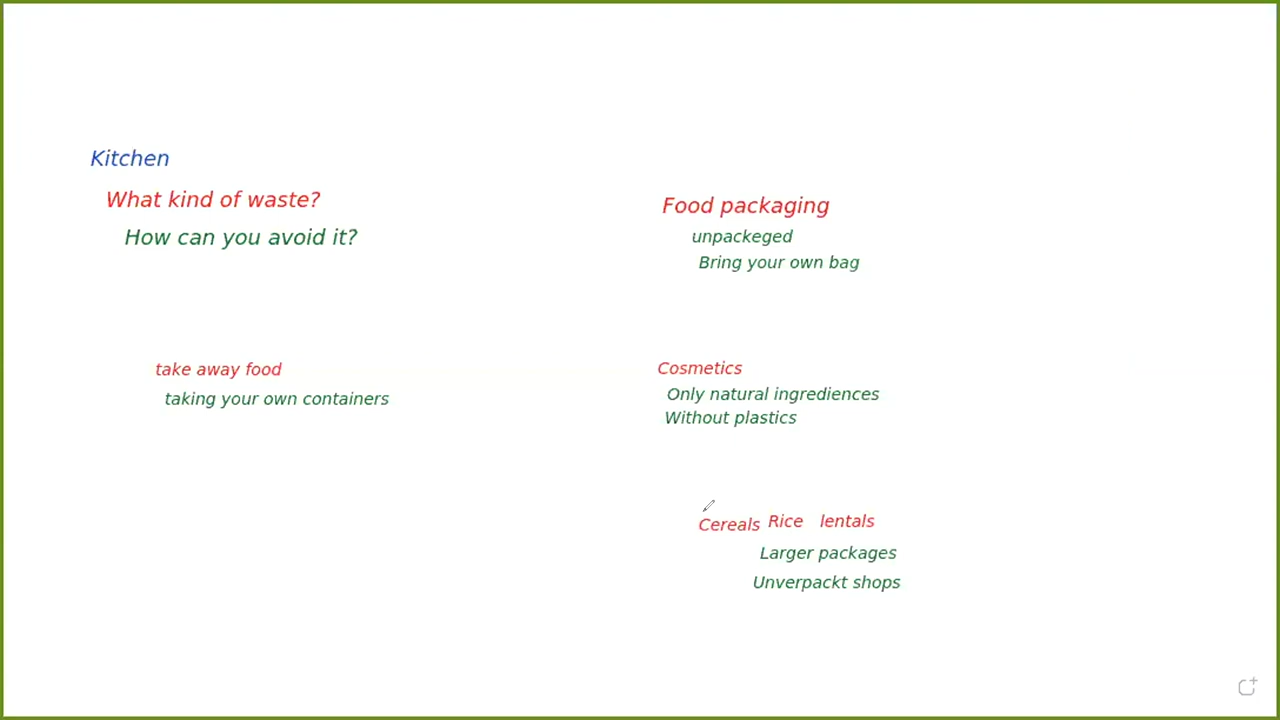 Kitchen
What kind of waste?
How can you avoid it?
Food packaging
unpackeged
Bring your own bag
take away food
taking your own containers
Cosmetics
Only natural ingrediences
Without plastics
Cereals Rice lentals
Larger packages
Unverpackt shops